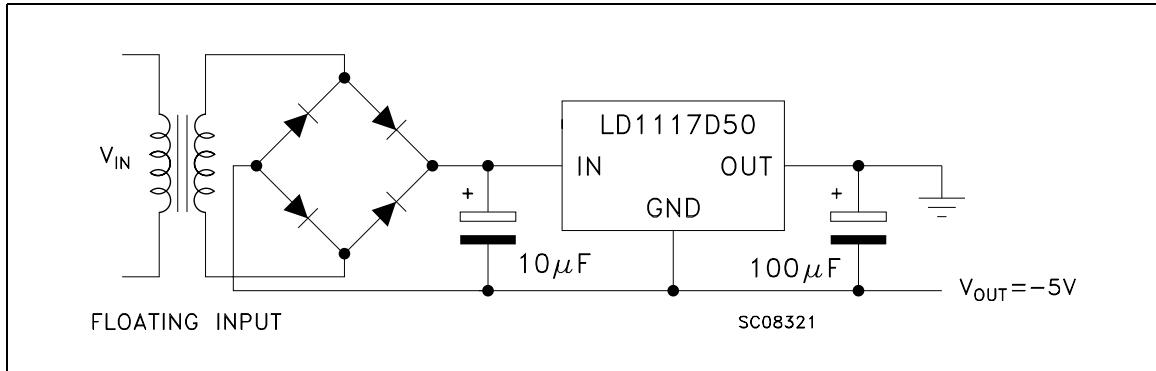 LD1117D50
V_IN
IN
OUT
GND
+
+
10μF
100μF
V_OUT=-5V
FLOATING INPUT
SC08321